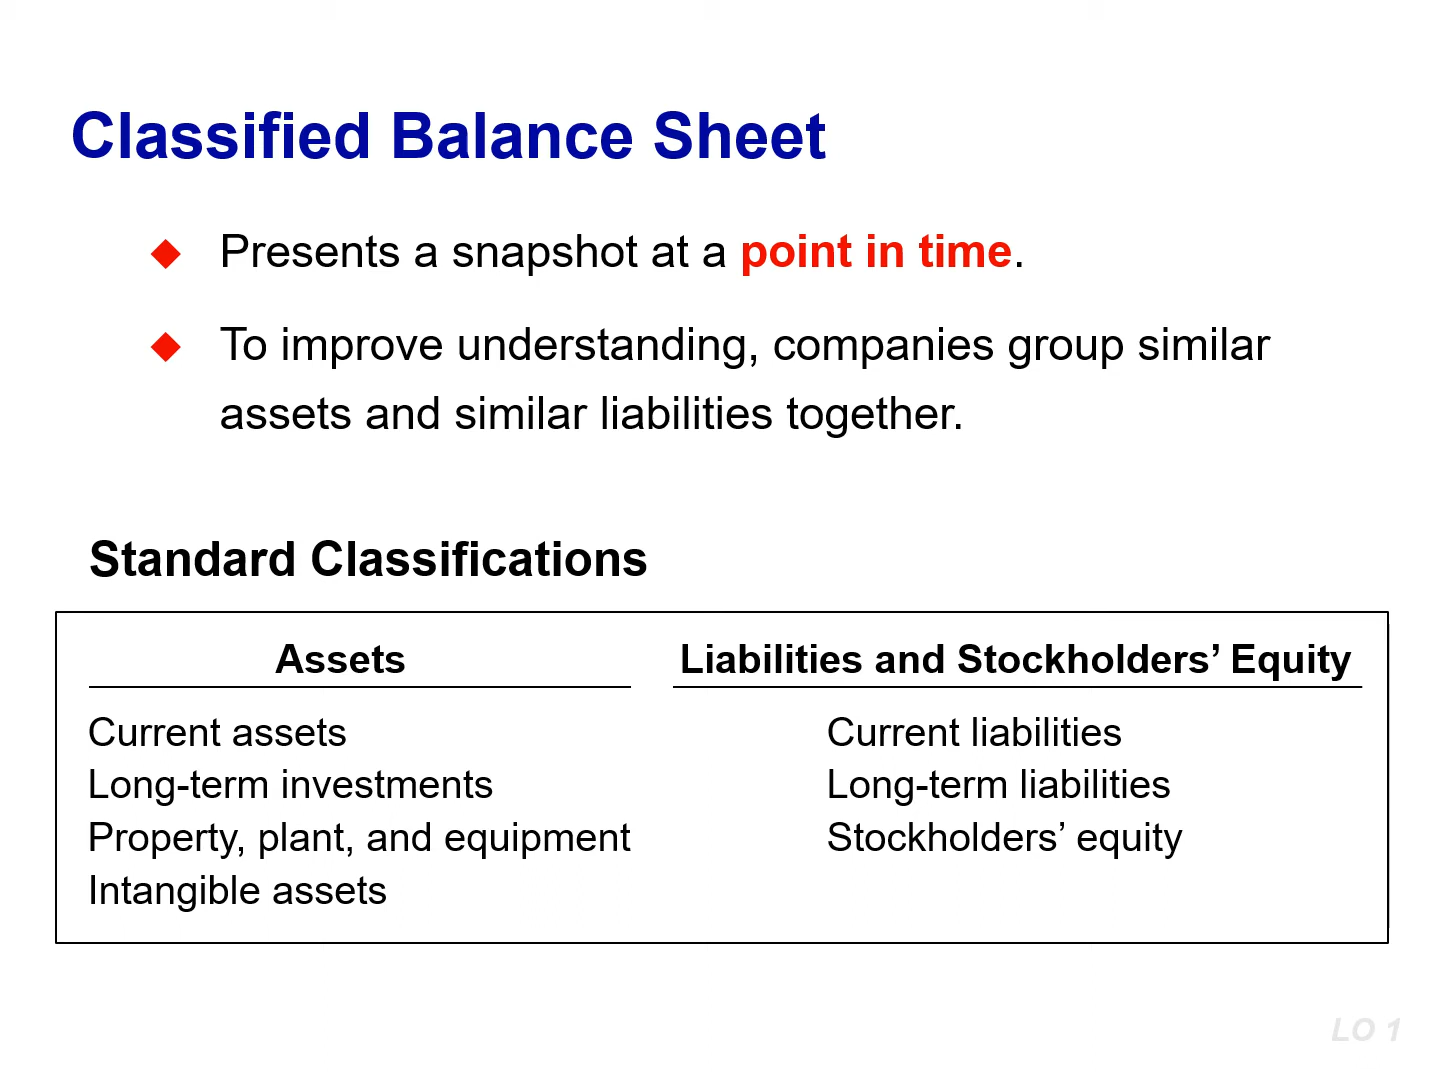 Classified Balance Sheet
Presents a snapshot at a point in time.
To improve understanding, companies group similar
assets and similar liabilities together.
Standard Classifications
Assets
Liabilities and Stockholders’ Equity
Current assets
Current liabilities
Long-term investments
Long-term liabilities
Property, plant, and equipment
Stockholders’ equity
Intangible assets
LO 1